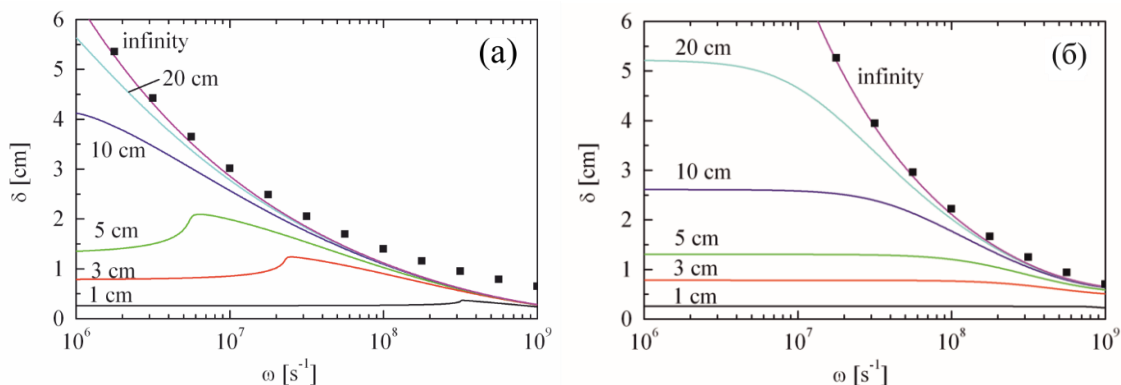 6
5
4
3
2
1
0
δ [cm]
infinity
20 cm
10 cm
5 cm
3 cm
1 cm
(а)
10⁶
10⁷
10⁸
10⁹
ω [s⁻¹]
6
5
4
3
2
1
0
δ [cm]
20 cm
infinity
10 cm
5 cm
3 cm
1 cm
(б)
10⁶
10⁷
10⁸
10⁹
ω [s⁻¹]